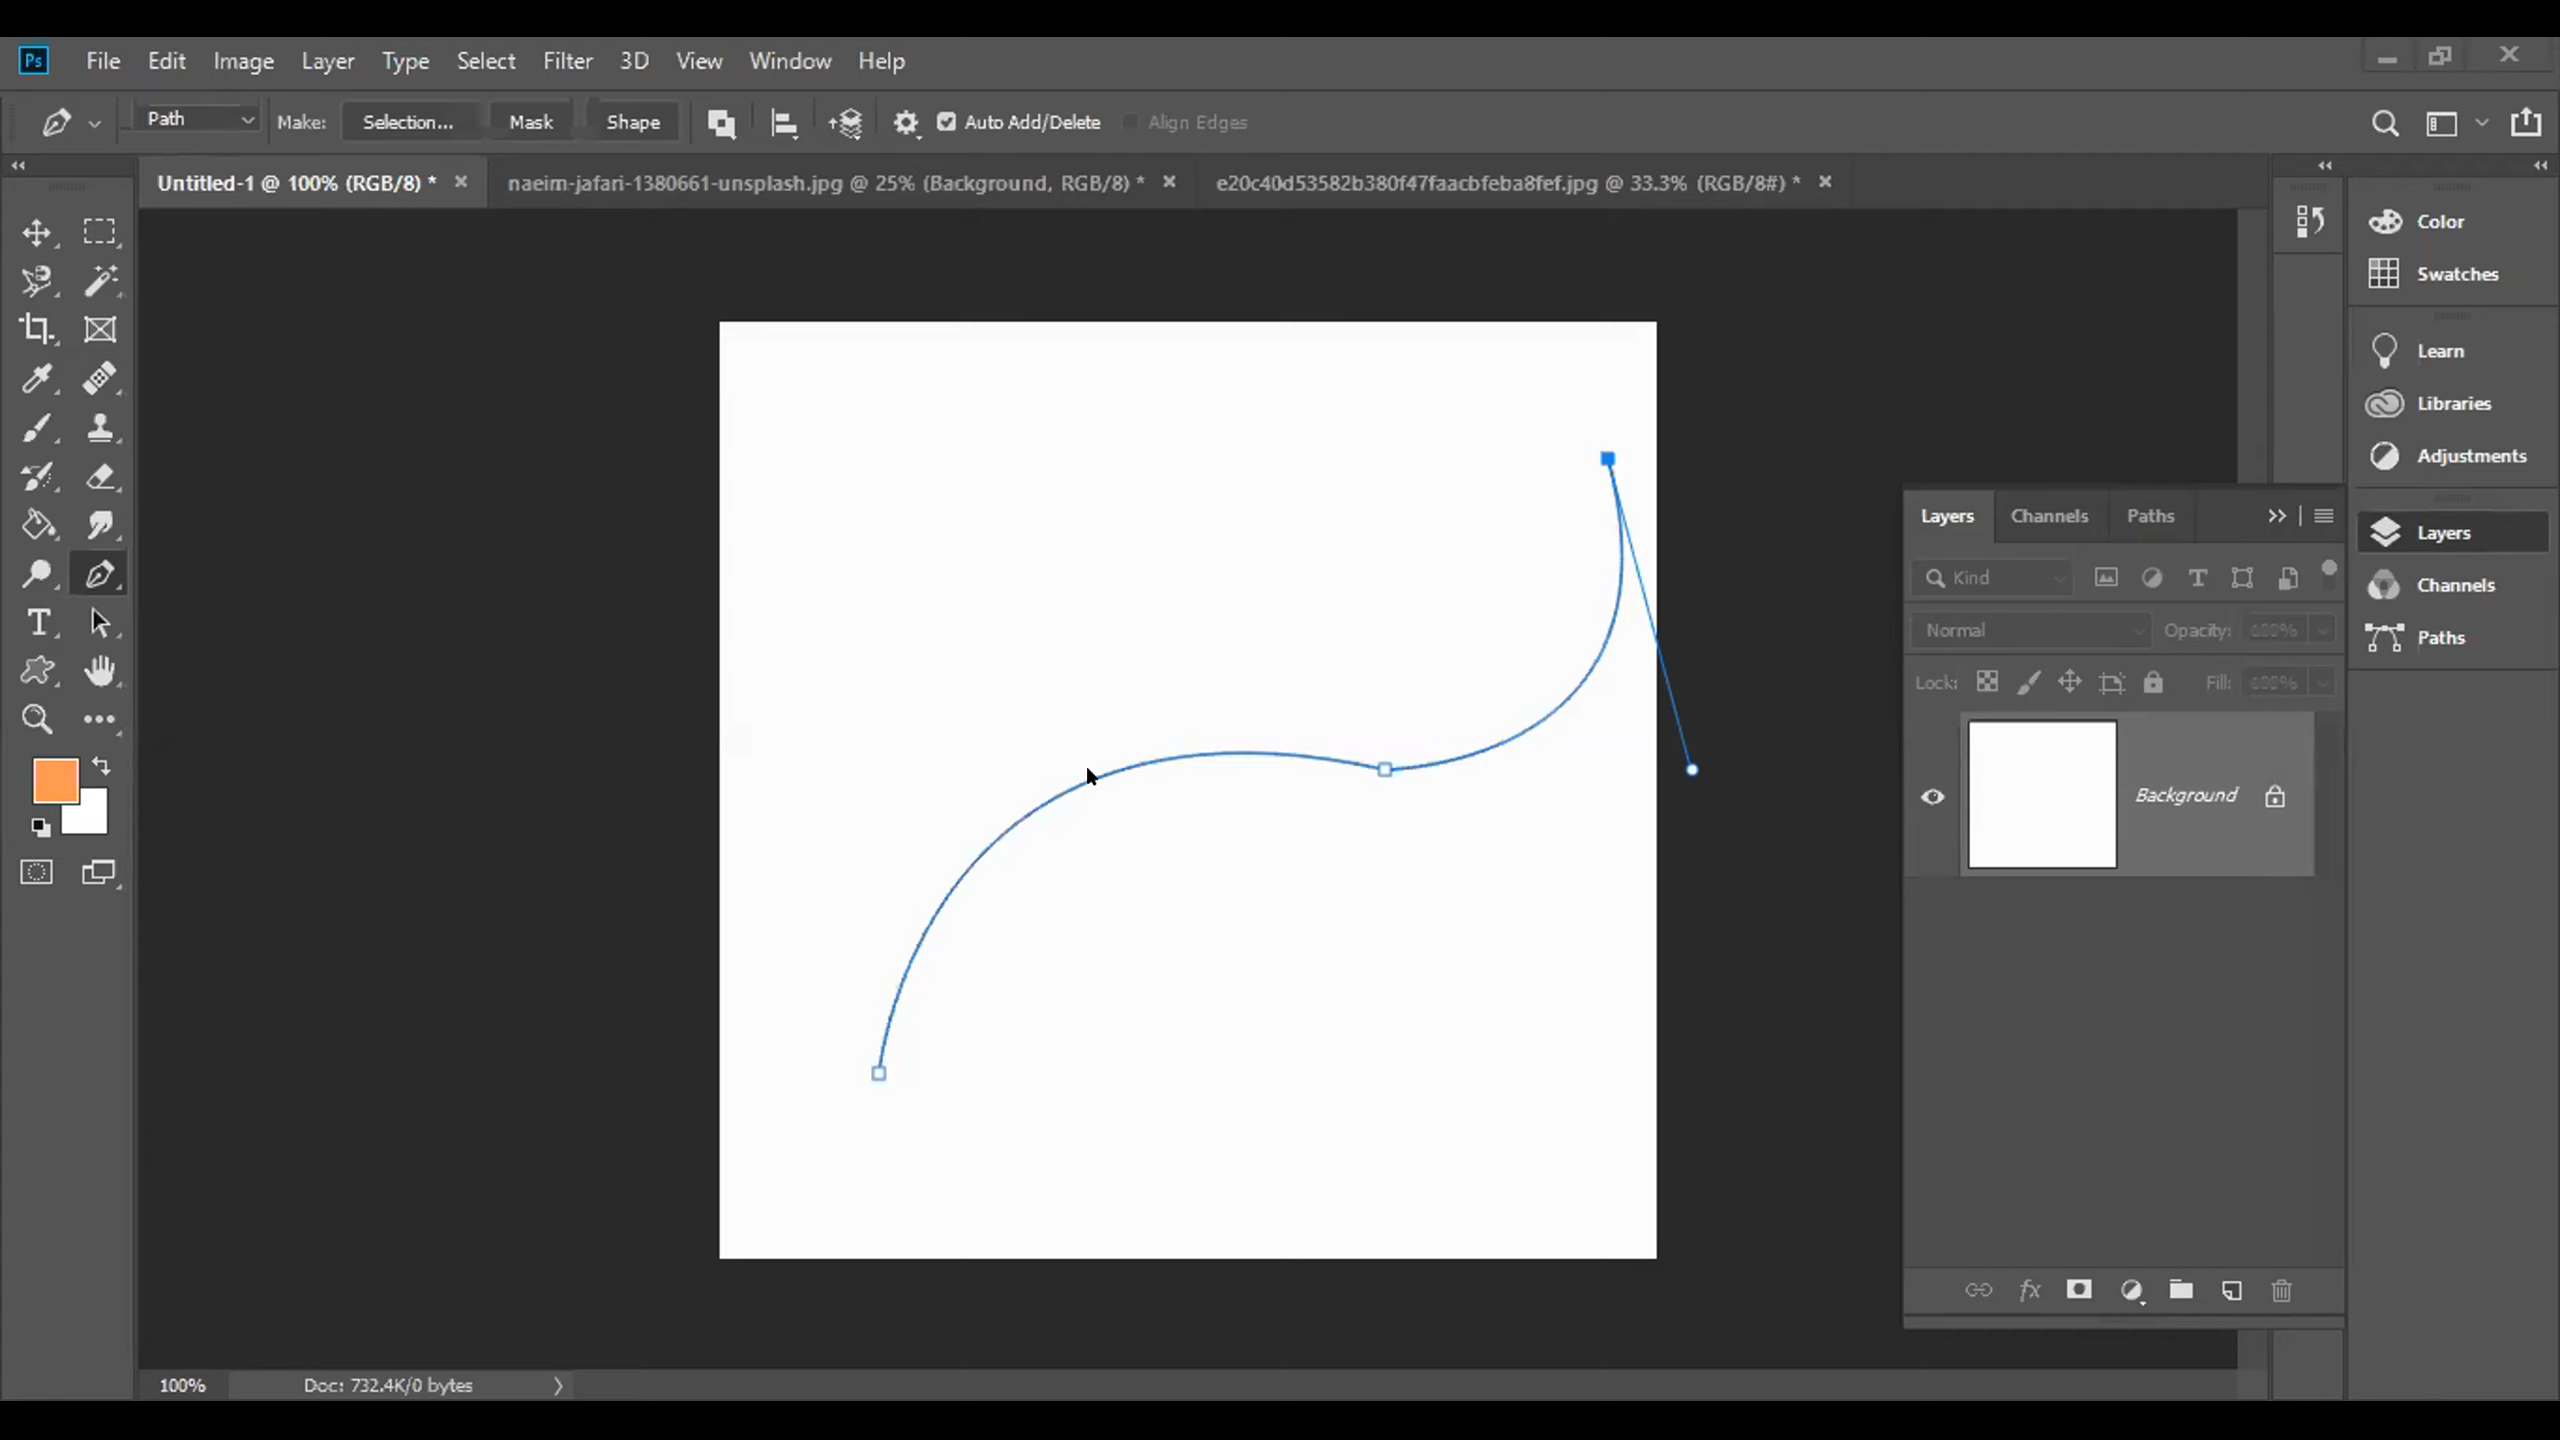 Ps File Edit Image Layer Type Select Filter 3D View Window Help
Path Make: Selection... Mask Shape Auto Add/Delete Align Edges
Untitled-1 @ 100% (RGB/8) * naeim-jafari-1380661-unsplash.jpg @ 25% (Background, RGB/8) * e20c40d53582b380f47faacbfeba8fef.jpg @ 33.3% (RGB/8#) *
Color
Swatches
Learn
Libraries
Adjustments
Layers
Channels
Paths
Layers Channels Paths
Kind
Normal Opacity:
Lock: Fill:
Background
100% Doc: 732.4K/0 bytes